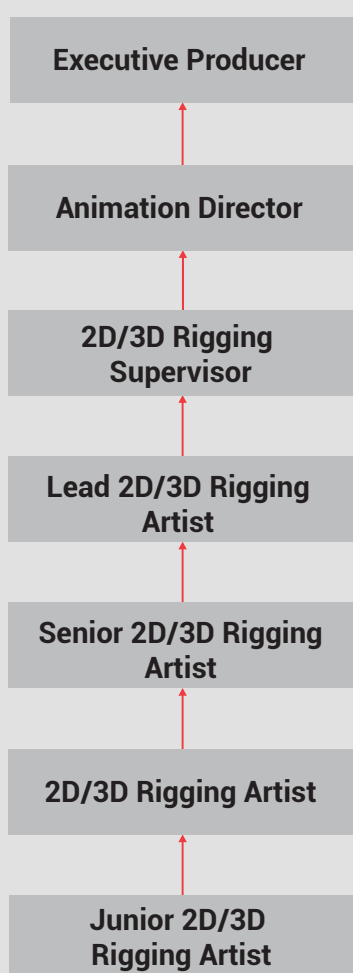 Executive Producer
Animation Director
2D/3D Rigging
Supervisor
Lead 2D/3D Rigging
Artist
Senior 2D/3D Rigging
Artist
2D/3D Rigging Artist
Junior 2D/3D
Rigging Artist